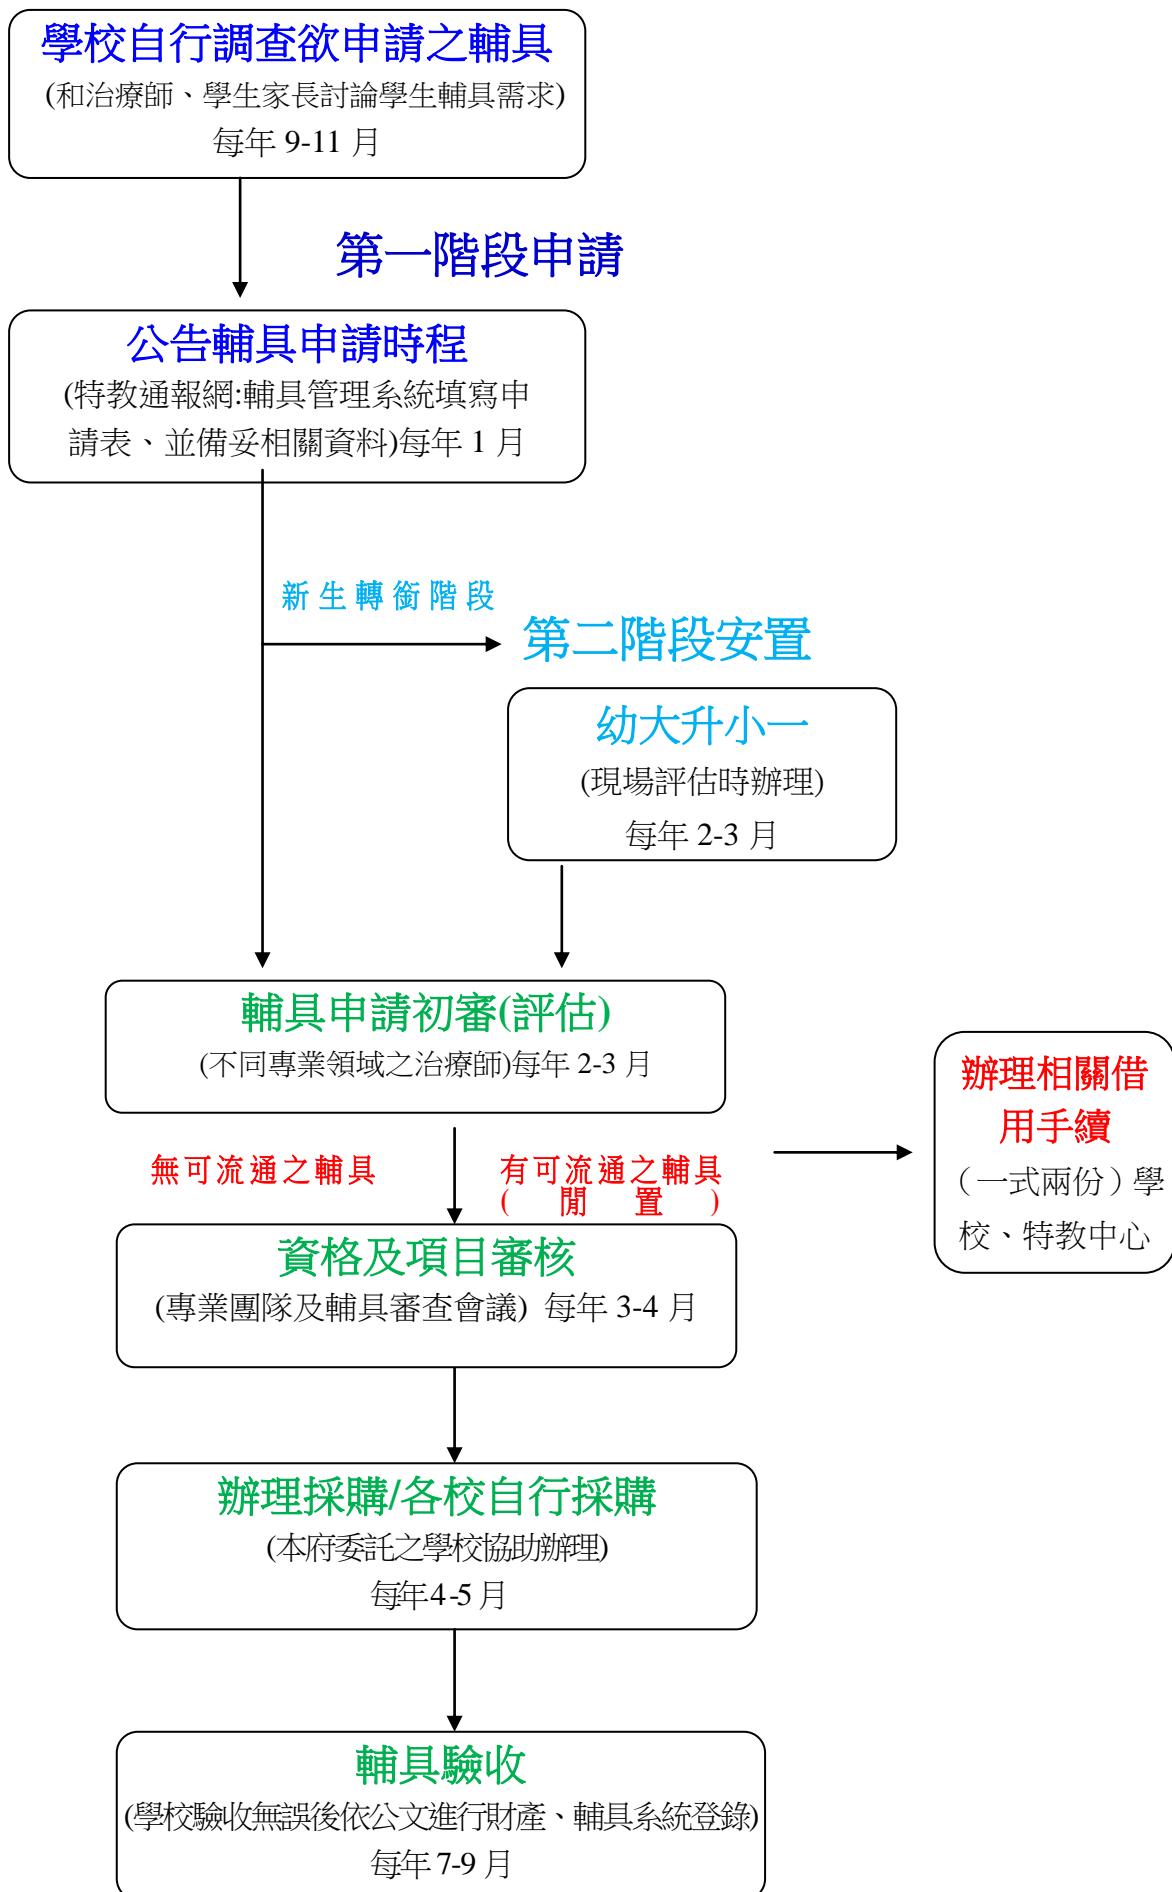 學校自行調查欲申請之輔具
(和治療師、學生家長討論學生輔具需求)
每年 9-11 月
第一階段申請
公告輔具申請時程
(特教通報網:輔具管理系統填寫申
請表、並備妥相關資料)每年 1 月
新生轉銜階段
第二階段安置
幼大升小一
(現場評估時辦理)
每年 2-3 月
輔具申請初審(評估)
(不同專業領域之治療師)每年 2-3 月
無可流通之輔具
有可流通之輔具
(閒置)
辦理相關借
用手續
（一式兩份）學
校、特教中心
資格及項目審核
(專業團隊及輔具審查會議) 每年 3-4 月
辦理採購/各校自行採購
(本府委託之學校協助辦理)
每年4-5 月
輔具驗收
(學校驗收無誤後依公文進行財產、輔具系統登錄)
每年 7-9 月